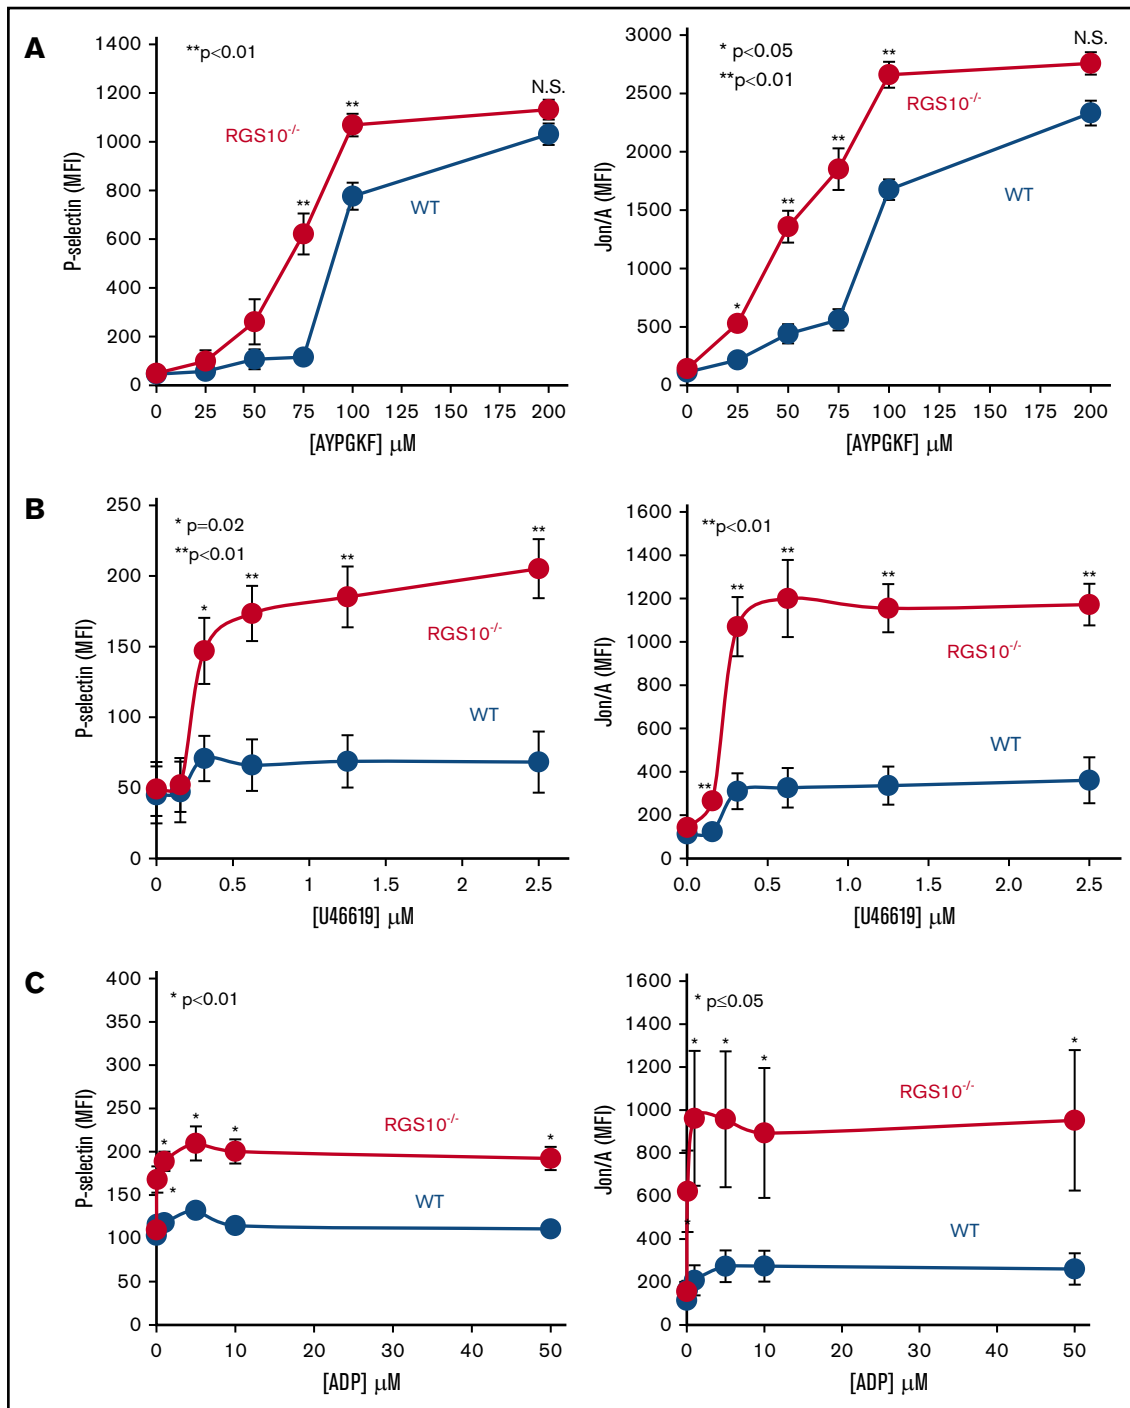 A
P-selectin (MFI)
1400
1200
1000
800
600
400
200
0
**p<0.01
RGS10-/-
WT
**
**
N.S.
0 25 50 75 100 125 150 175 200
[AYPGKF] μM
Jon/A (MFI)
3000
2500
2000
1500
1000
500
0
* p<0.05
**p<0.01
RGS10-/-
WT
*
**
**
**
N.S.
0 25 50 75 100 125 150 175 200
[AYPGKF] μM
B
P-selectin (MFI)
250
200
150
100
50
0
* p=0.02
**p<0.01
*
**
**
**
RGS10-/-
WT
0 0.5 1 1.5 2 2.5
[U46619] μM
Jon/A (MFI)
1600
1400
1200
1000
800
600
400
200
0
**p<0.01
**
**
**
**
**
RGS10-/-
WT
0.0 0.5 1.0 1.5 2.0 2.5
[U46619] μM
C
P-selectin (MFI)
400
350
300
250
200
150
100
50
0
* p<0.01
*
*
*
*
*
RGS10-/-
WT
0 10 20 30 40 50
[ADP] μM
Jon/A (MFI)
1600
1400
1200
1000
800
600
400
200
0
* p≤0.05
*
*
*
*
*
RGS10-/-
WT
0 10 20 30 40 50
[ADP] μM